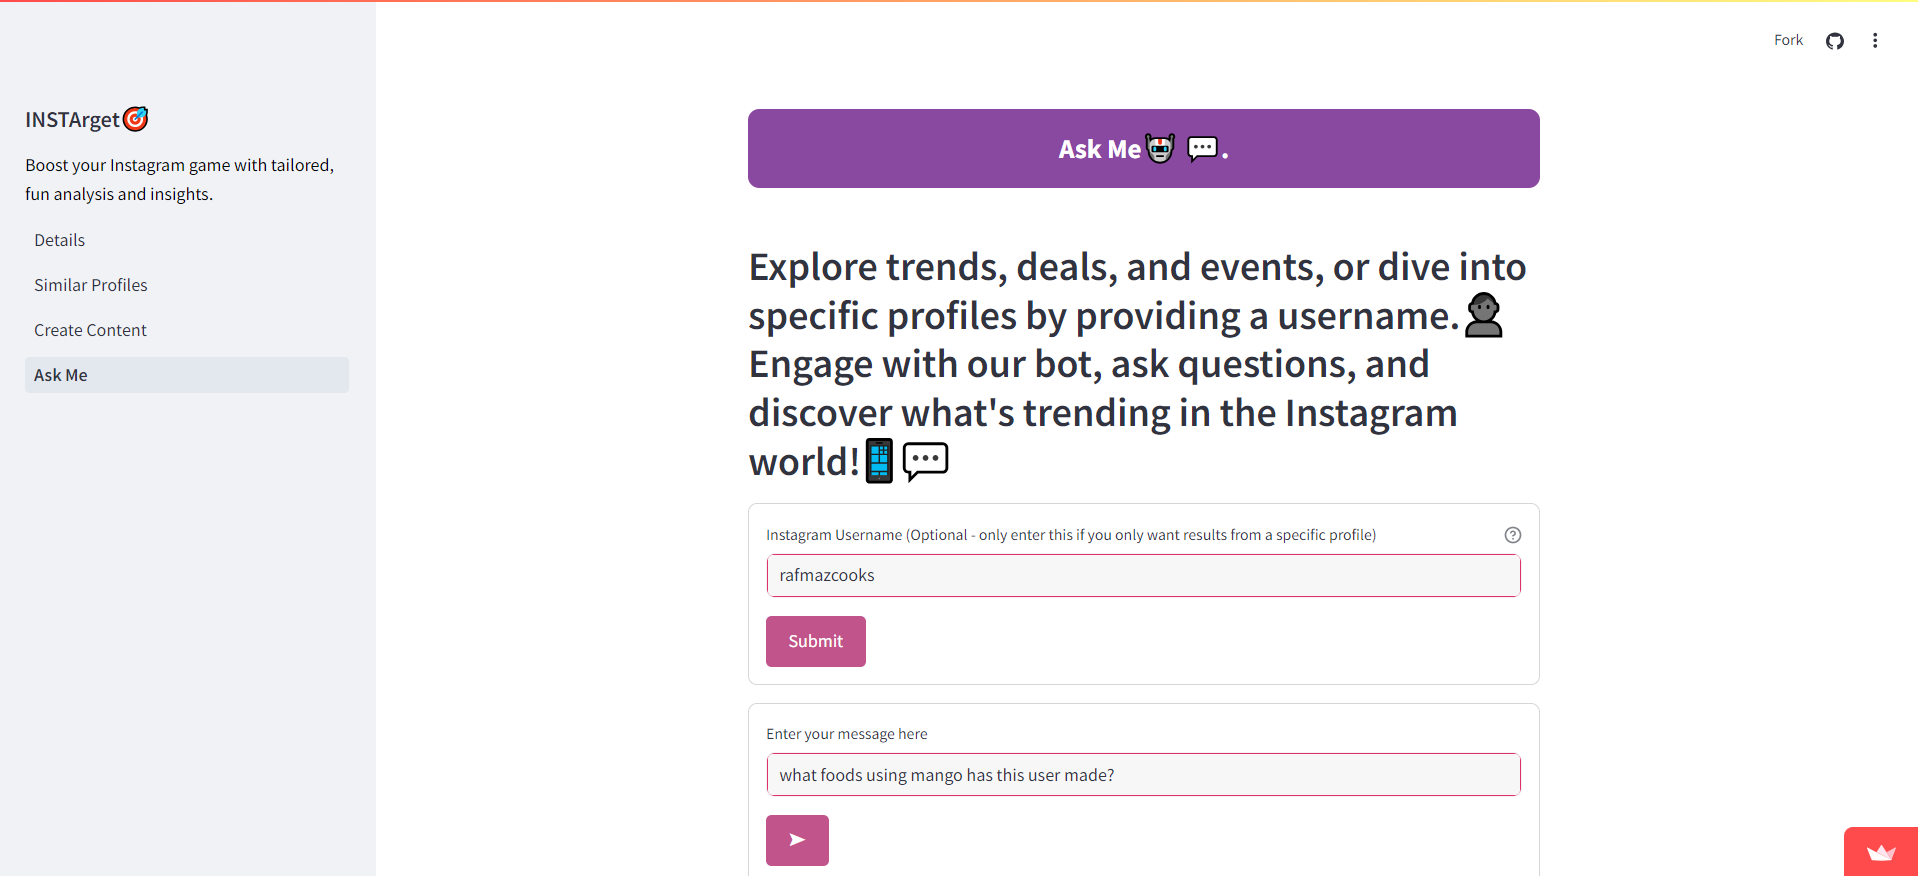 Fork
INSTArget
Boost your Instagram game with tailored,
fun analysis and insights.
Details
Similar Profiles
Create Content
Ask Me
Ask Me .
Explore trends, deals, and events, or dive into
specific profiles by providing a username.
Engage with our bot, ask questions, and
discover what's trending in the Instagram
world!
Instagram Username (Optional - only enter this if you only want results from a specific profile)
rafmazcooks
Submit
Enter your message here
what foods using mango has this user made?